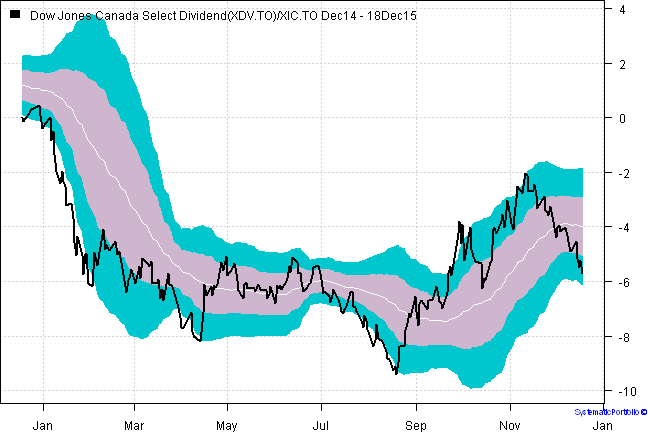 Dow Jones Canada Select Dividend(XDV.TO)/XIC.TO Dec14 - 18Dec15
4
2
0
-2
-4
-6
-8
-10
SystematicPortfolio ©
Jan Mar May Jul Sep Nov Jan